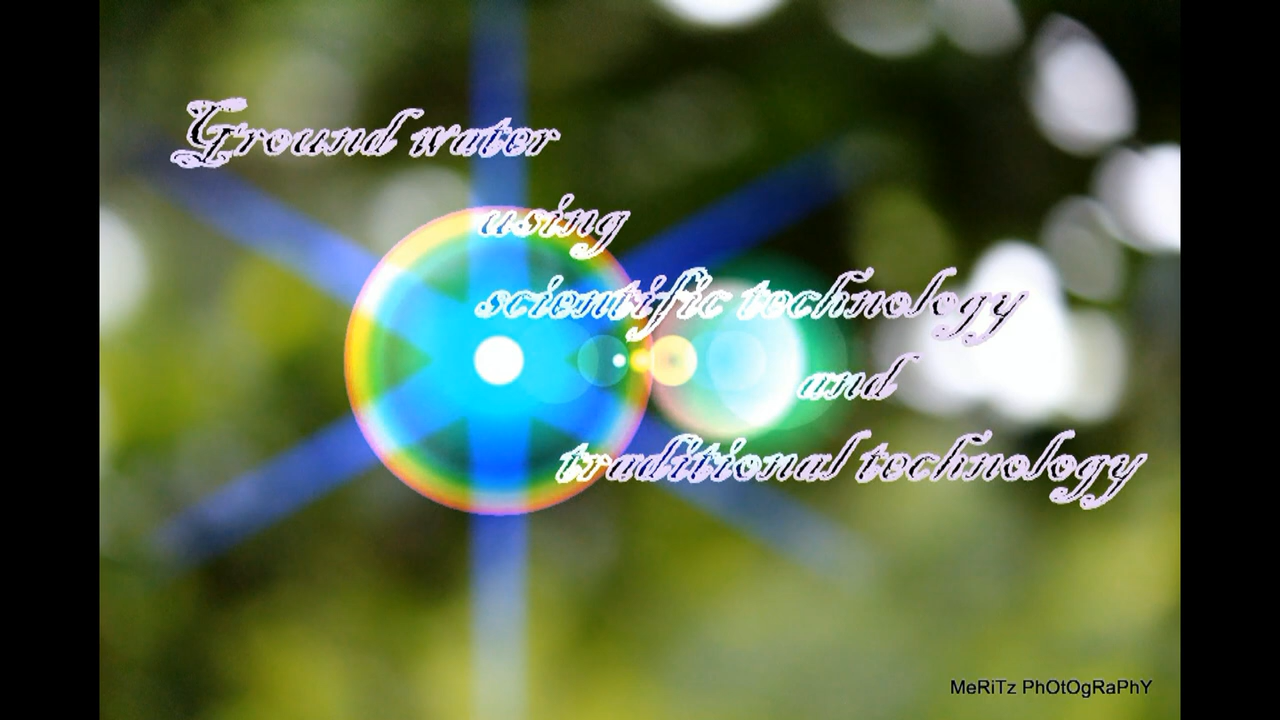 Ground water
using
scientific technology
and
traditional technology
MeRiTz PhOtOgRaPhY